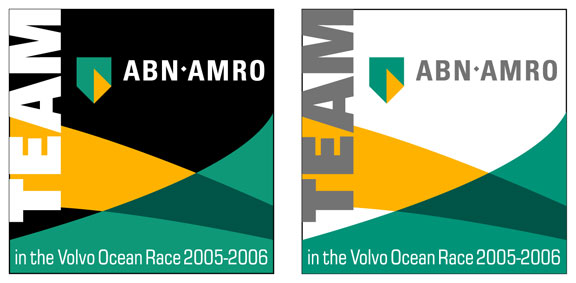 TEAM
ABN·AMRO
in the Volvo Ocean Race 2005-2006
TEAM
ABN·AMRO
in the Volvo Ocean Race 2005-2006